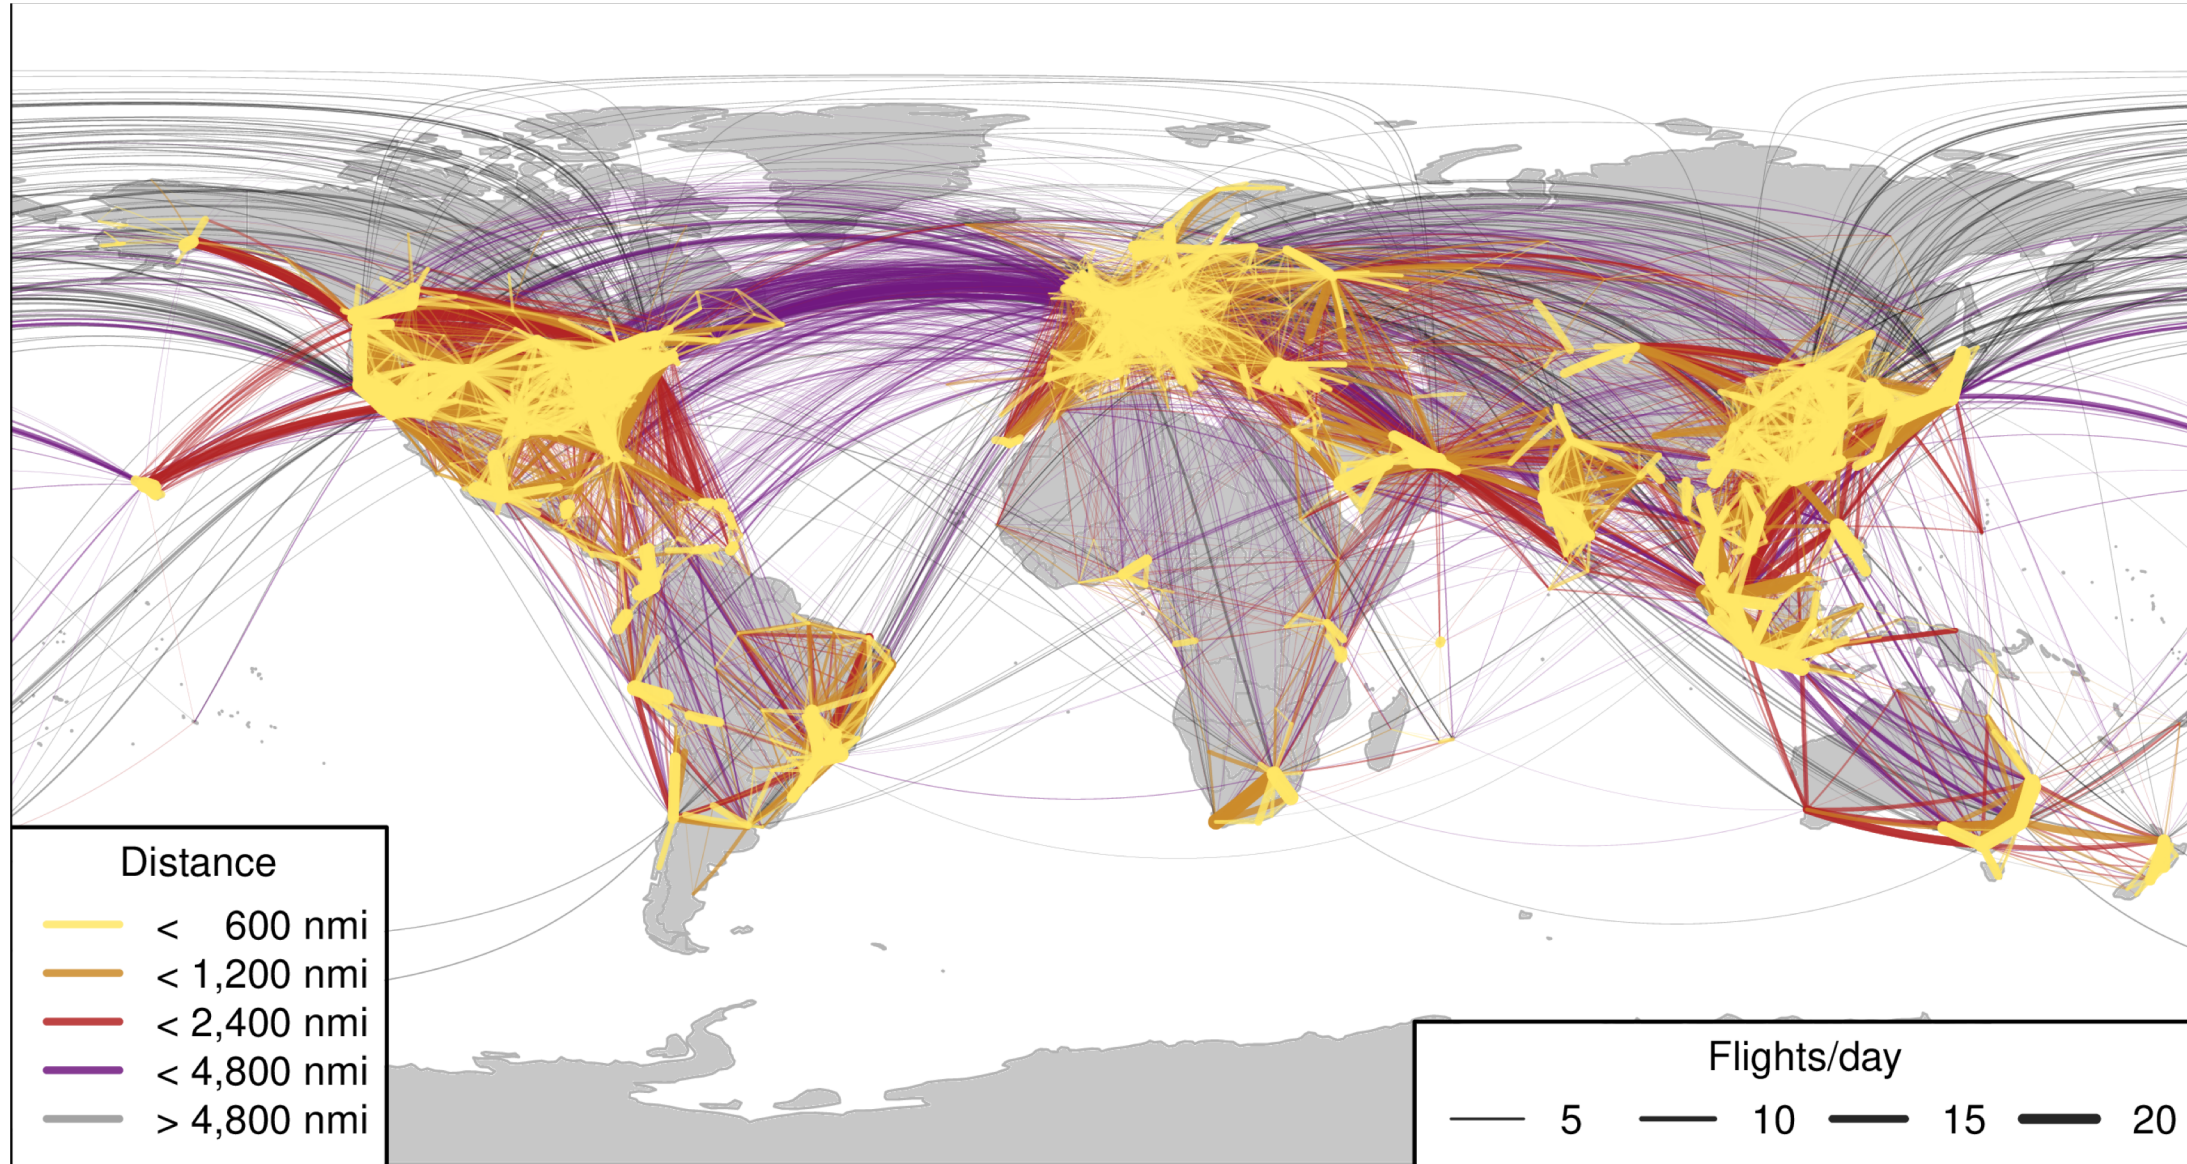 Distance
< 600 nmi
< 1,200 nmi
< 2,400 nmi
< 4,800 nmi
> 4,800 nmi
Flights/day
5 10 15 20